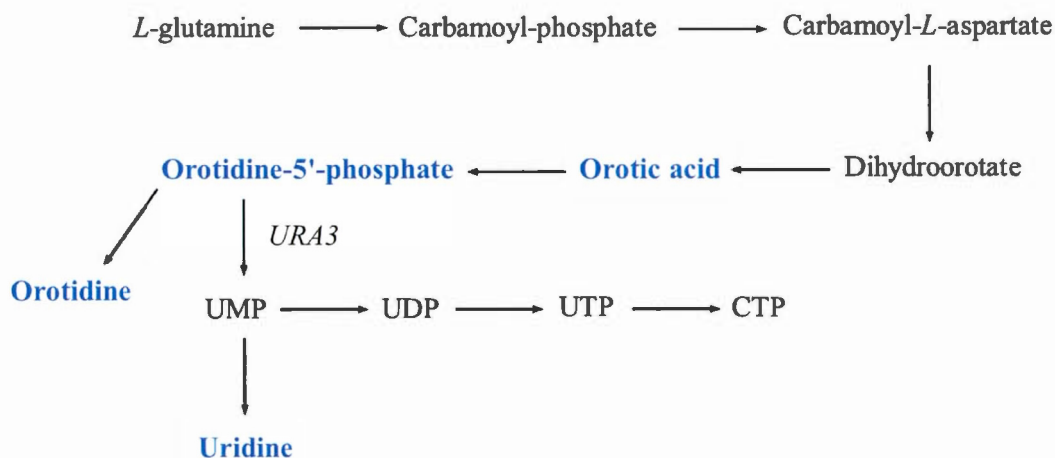 L-glutamine Carbamoyl-phosphate Carbamoyl-L-aspartate
Orotidine-5'-phosphate Orotic acid Dihydroorotate
URA3
Orotidine
UMP UDP UTP CTP
Uridine